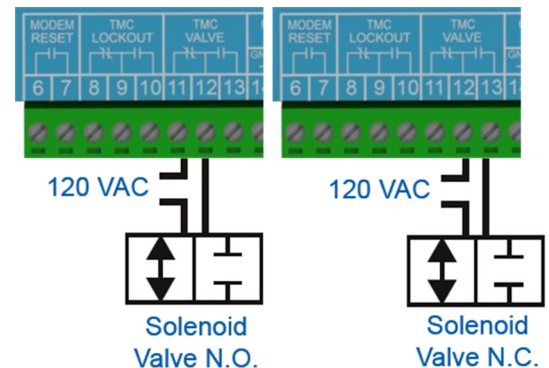 MODEM RESET TMC LOCKOUT TMC VALVE
6 7 8 9 10 11 12 13
120 VAC
Solenoid
Valve N.O.
MODEM RESET TMC LOCKOUT TMC VALVE
GN
6 7 8 9 10 11 12 13
120 VAC
Solenoid
Valve N.C.